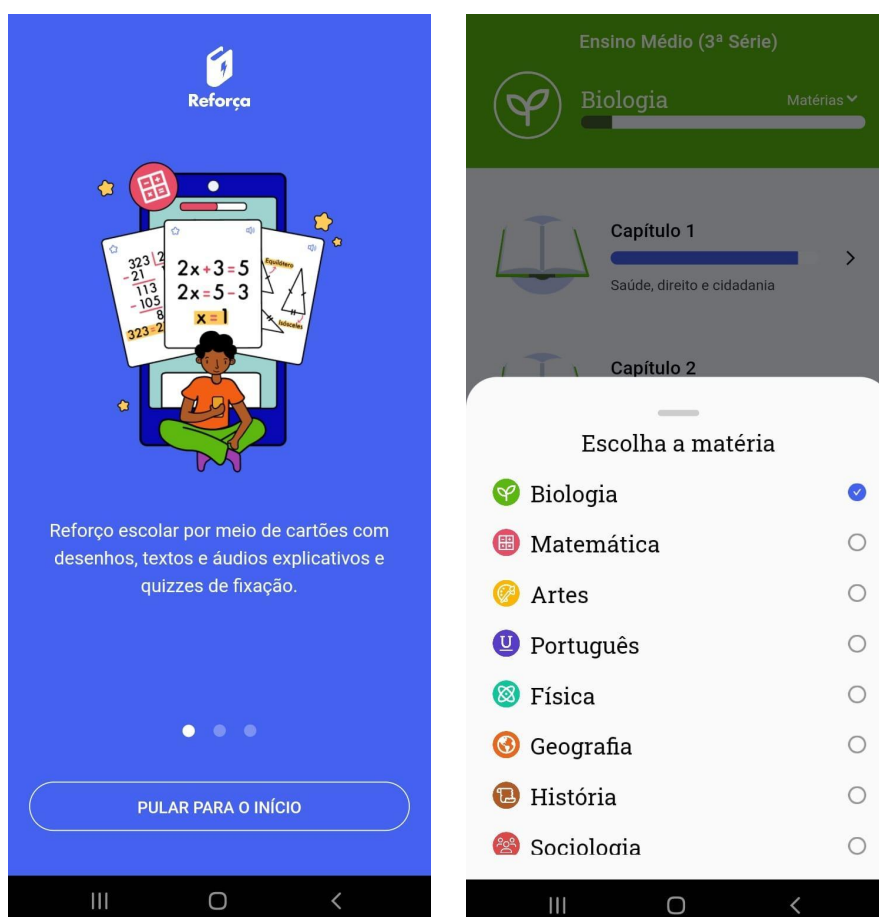 Reforça
323 2
- 21
113
- 105
8
323=2
2x+3=5
2x=5-3
x=1
Equilátero
Isósceles
Reforço escolar por meio de cartões com
desenhos, textos e áudios explicativos e
quizzes de fixação.
PULAR PARA O INÍCIO
Ensino Médio (3ª Série)
Biologia
Matérias
Capítulo 1
Saúde, direito e cidadania
Capítulo 2
Escolha a matéria
Biologia
Matemática
Artes
Português
Física
Geografia
História
Sociologia